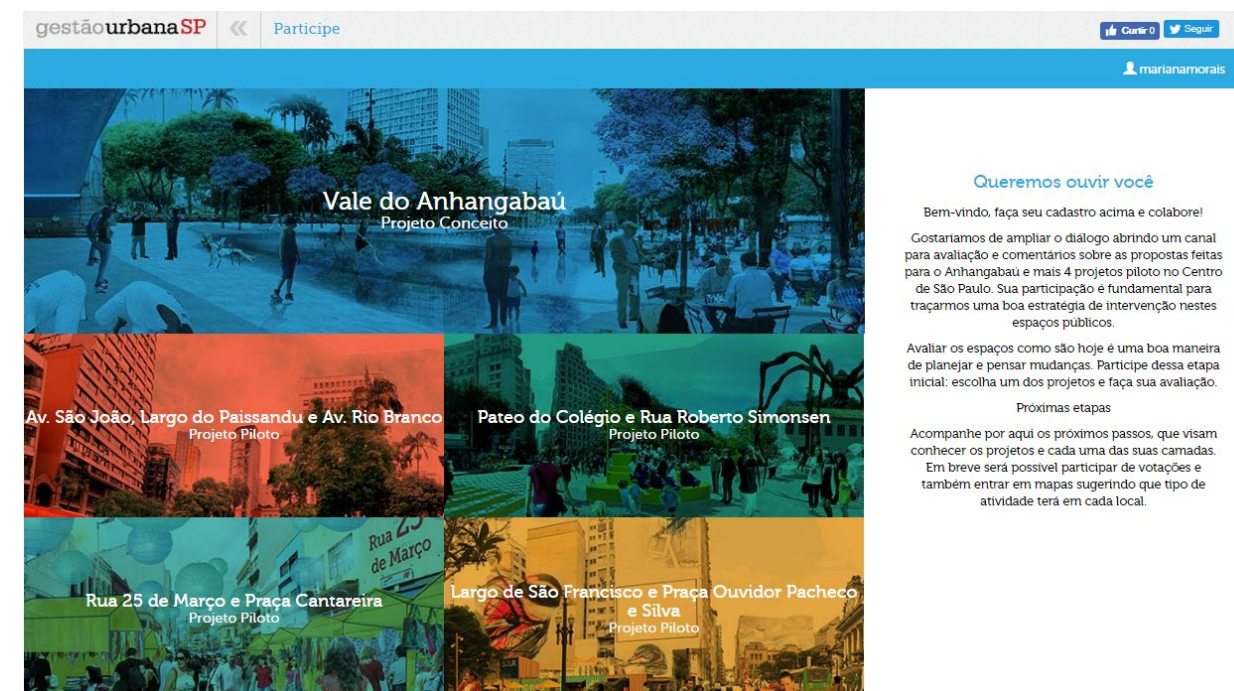 gestãourbanaSP
Participe
Curtir 0
Seguir
marianamorais
Vale do Anhangabaú
Projeto Conceito
Av. São João, Largo do Paissandu e Av. Rio Branco
Projeto Piloto
Pateo do Colégio e Rua Roberto Simonsen
Projeto Piloto
Rua 25
de Março
Rua 25 de Março e Praça Cantareira
Projeto Piloto
Largo de São Francisco e Praça Ouvidor Pacheco
e Silva
Projeto Piloto
Queremos ouvir você
Bem-vindo, faça seu cadastro acima e colabore!
Gostaríamos de ampliar o diálogo abrindo um canal
para avaliação e comentários sobre as propostas feitas
para o Anhangabaú e mais 4 projetos piloto no Centro
de São Paulo. Sua participação é fundamental para
traçarmos uma boa estratégia de intervenção nestes
espaços públicos.
Avaliar os espaços como são hoje é uma boa maneira
de planejar e pensar mudanças. Participe dessa etapa
inicial: escolha um dos projetos e faça sua avaliação.
Próximas etapas
Acompanhe por aqui os próximos passos, que visam
conhecer os projetos e cada uma das suas camadas.
Em breve será possível participar de votações e
também entrar em mapas sugerindo que tipo de
atividade terá em cada local.